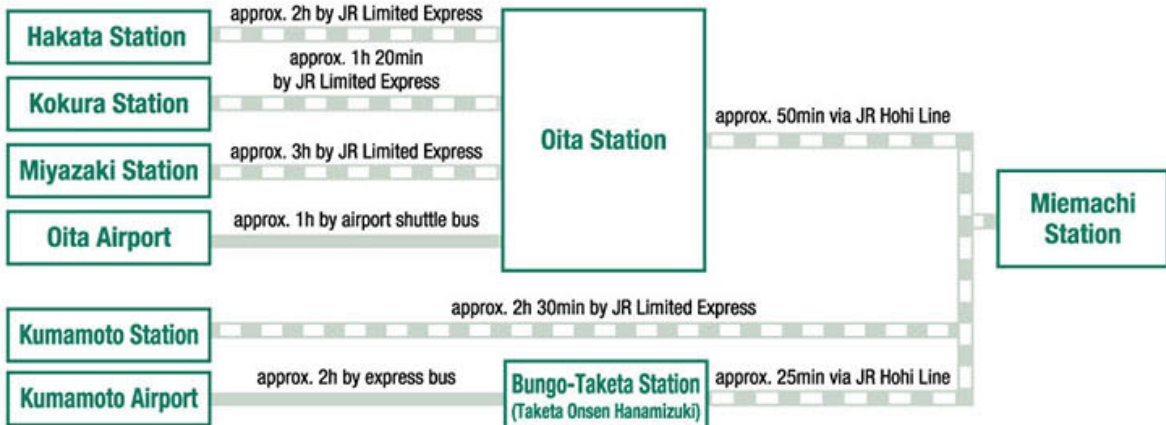 Hakata Station
approx. 2h by JR Limited Express
Kokura Station
approx. 1h 20min
by JR Limited Express
Miyazaki Station
approx. 3h by JR Limited Express
Oita Airport
approx. 1h by airport shuttle bus
Oita Station
approx. 50min via JR Hohi Line
Miemachi
Station
Kumamoto Station
approx. 2h 30min by JR Limited Express
Kumamoto Airport
approx. 2h by express bus
Bungo-Taketa Station
(Taketa Onsen Hanamizuki)
approx. 25min via JR Hohi Line